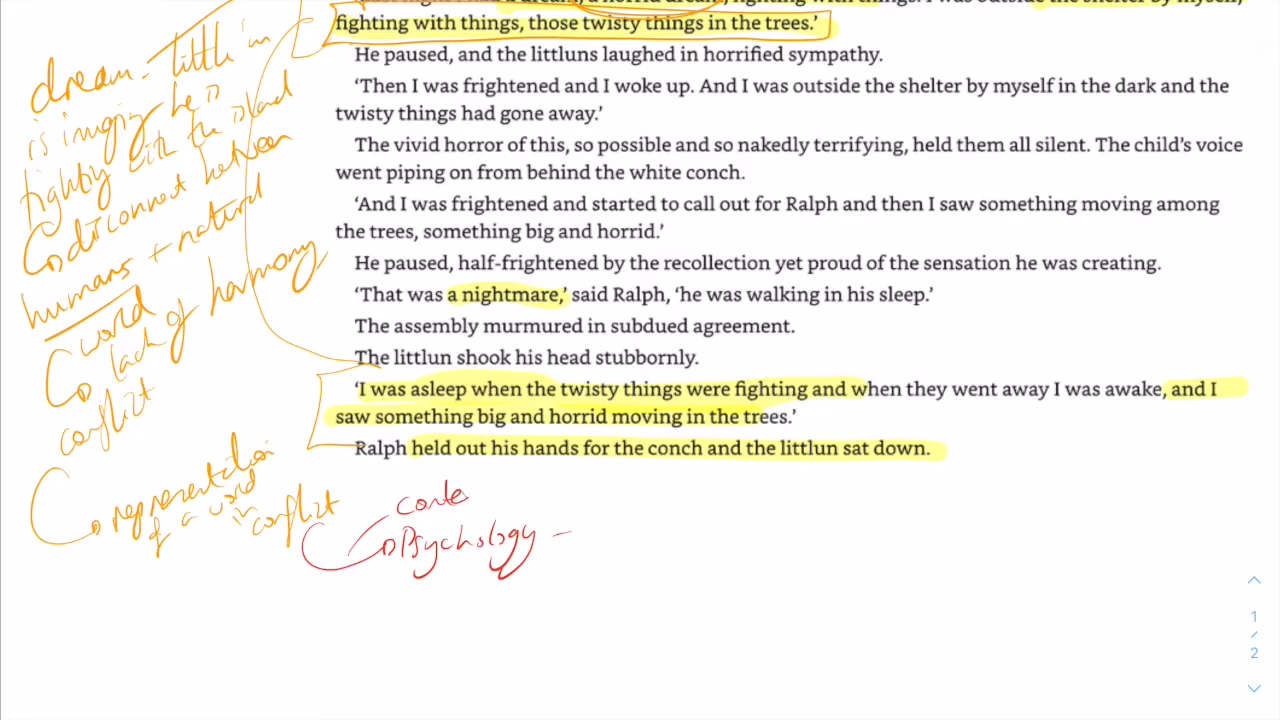 fighting with things, those twisty things in the trees.’
He paused, and the littluns laughed in horrified sympathy.
‘Then I was frightened and I woke up. And I was outside the shelter by myself in the dark and the
twisty things had gone away.’
The vivid horror of this, so possible and so nakedly terrifying, held them all silent. The child’s voice
went piping on from behind the white conch.
‘And I was frightened and started to call out for Ralph and then I saw something moving among
the trees, something big and horrid.’
He paused, half-frightened by the recollection yet proud of the sensation he was creating.
‘That was a nightmare,’ said Ralph, ‘he was walking in his sleep.’
The assembly murmured in subdued agreement.
The littlun shook his head stubbornly.
‘I was asleep when the twisty things were fighting and when they went away I was awake, and I
saw something big and horrid moving in the trees.’
Ralph held out his hands for the conch and the littlun sat down.
dream - little'un
is imaging he is
fighting with the island
disconnect between
humans + natural
world
lack of harmony
conflict
representation
of a world
in
conflict
conte
Psychology -
1
/
2